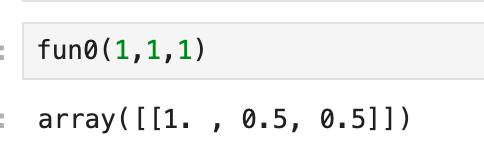 fun0(1,1,1)
array([[1. , 0.5, 0.5]])